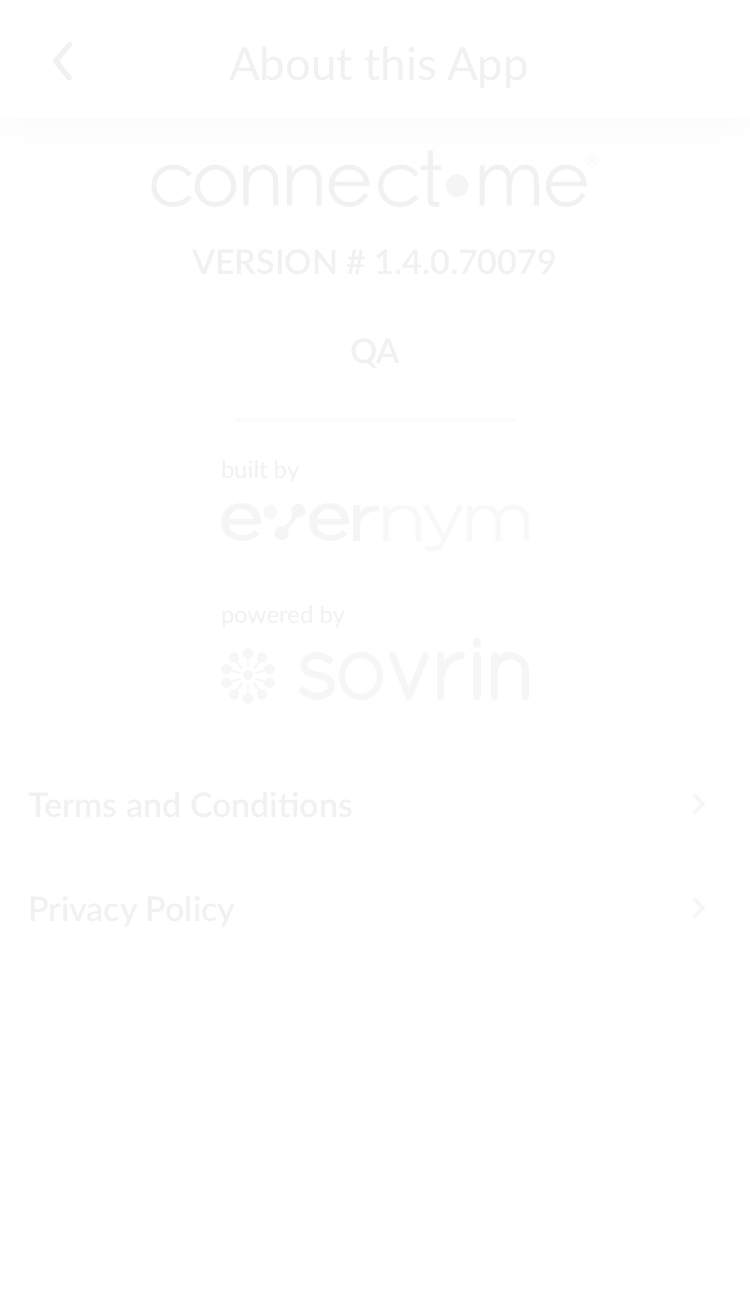 About this App
connect.me®
VERSION # 1.4.0.70079
QA
built by
evernym
powered by
sovrin
Terms and Conditions
Privacy Policy